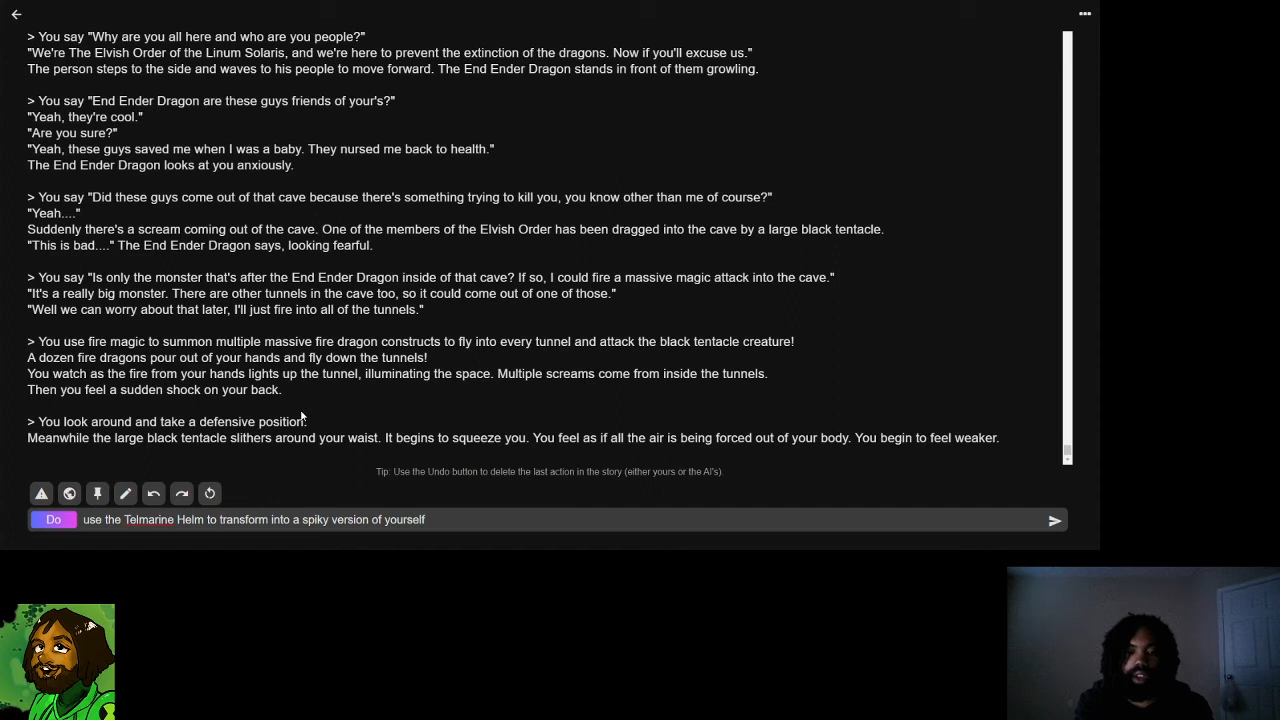 > You say "Why are you all here and who are you people?"
"We're The Elvish Order of the Linum Solaris, and we're here to prevent the extinction of the dragons. Now if you'll excuse us."
The person steps to the side and waves to his people to move forward. The End Ender Dragon stands in front of them growling.
> You say "End Ender Dragon are these guys friends of your's?"
"Yeah, they're cool."
"Are you sure?"
"Yeah, these guys saved me when I was a baby. They nursed me back to health."
The End Ender Dragon looks at you anxiously.
> You say "Did these guys come out of that cave because there's something trying to kill you, you know other than me of course?"
"Yeah...."
Suddenly there's a scream coming out of the cave. One of the members of the Elvish Order has been dragged into the cave by a large black tentacle.
"This is bad...." The End Ender Dragon says, looking fearful.
> You say "Is only the monster that's after the End Ender Dragon inside of that cave? If so, I could fire a massive magic attack into the cave."
"It's a really big monster. There are other tunnels in the cave too, so it could come out of one of those."
"Well we can worry about that later, I'll just fire into all of the tunnels."
> You use fire magic to summon multiple massive fire dragon constructs to fly into every tunnel and attack the black tentacle creature!
A dozen fire dragons pour out of your hands and fly down the tunnels!
You watch as the fire from your hands lights up the tunnel, illuminating the space. Multiple screams come from inside the tunnels.
Then you feel a sudden shock on your back.
> You look around and take a defensive position.
Meanwhile the large black tentacle slithers around your waist. It begins to squeeze you. You feel as if all the air is being forced out of your body. You begin to feel weaker.
Tip: Use the Undo button to delete the last action in the story (either yours or the AI's).
Do use the Telmarine Helm to transform into a spiky version of yourself